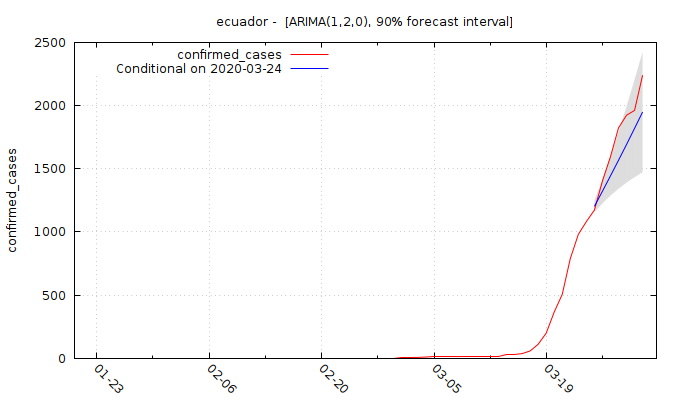 ecuador -  [ARIMA(1,2,0), 90% forecast interval]
confirmed_cases
Conditional on 2020-03-24
confirmed_cases
2500
2000
1500
1000
500
0
01-23
02-06
02-20
03-05
03-19